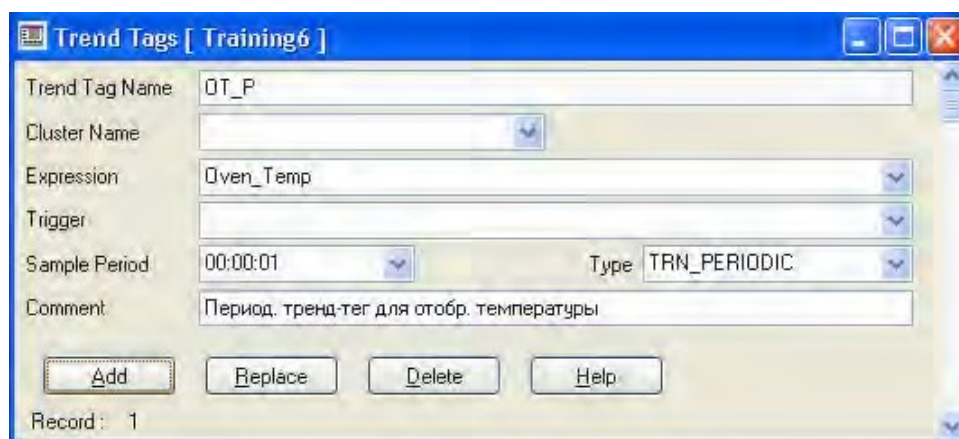 Trend Tags [ Training6 ]
Trend Tag Name OT_P
Cluster Name
Expression Oven_Temp
Trigger
Sample Period 00:00:01 Type TRN_PERIODIC
Comment Период. тренд-тег для отобр. температуры
Add Replace Delete Help
Record : 1